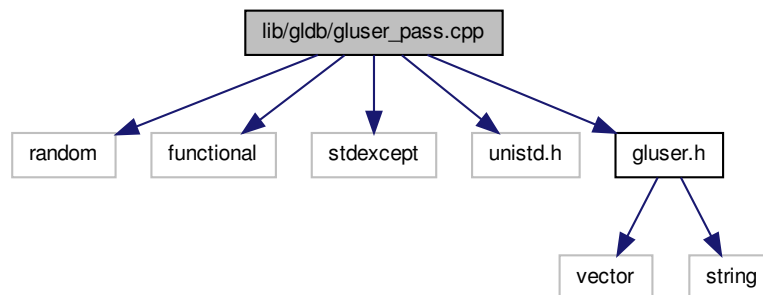 lib/gldb/gluser_pass.cpp
random
functional
stdexcept
unistd.h
gluser.h
vector
string